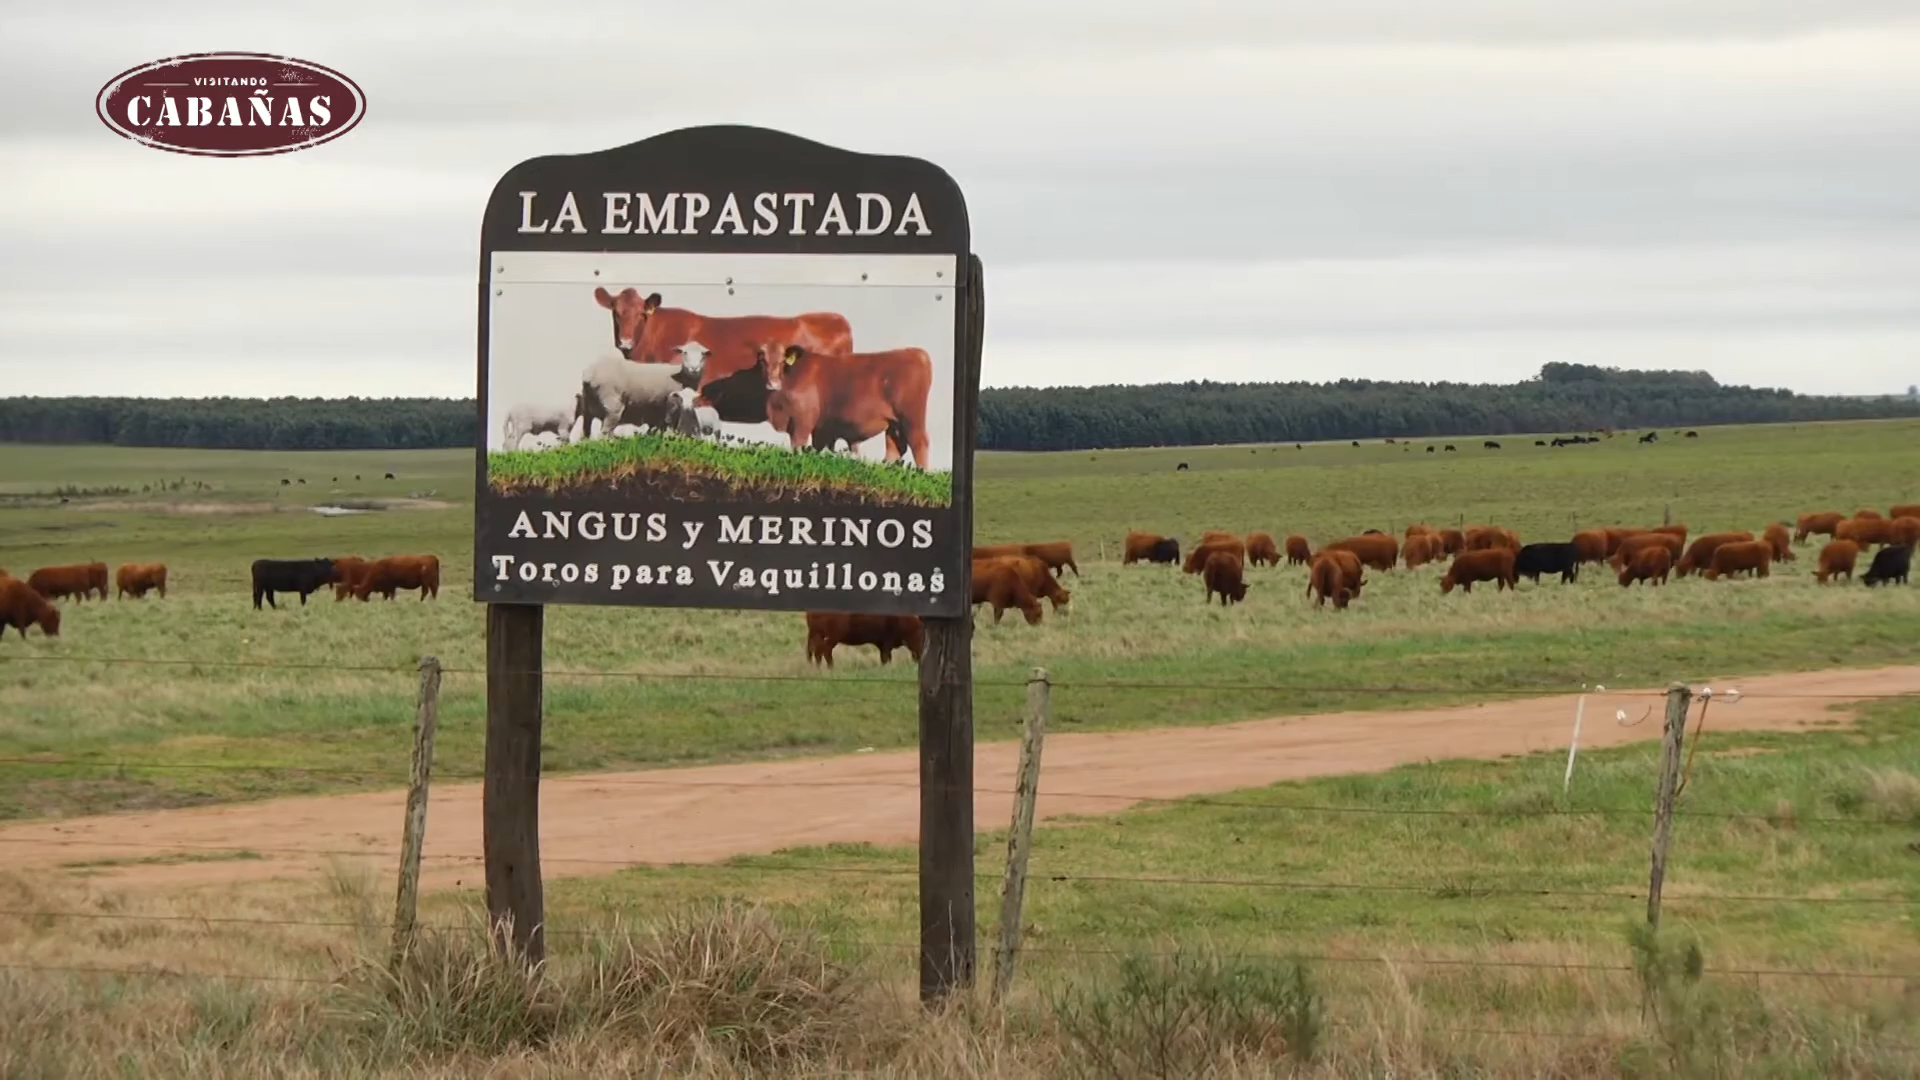 VISITANDO
CABAÑAS
LA EMPASTADA
ANGUS y MERINOS
Toros para Vaquillonas